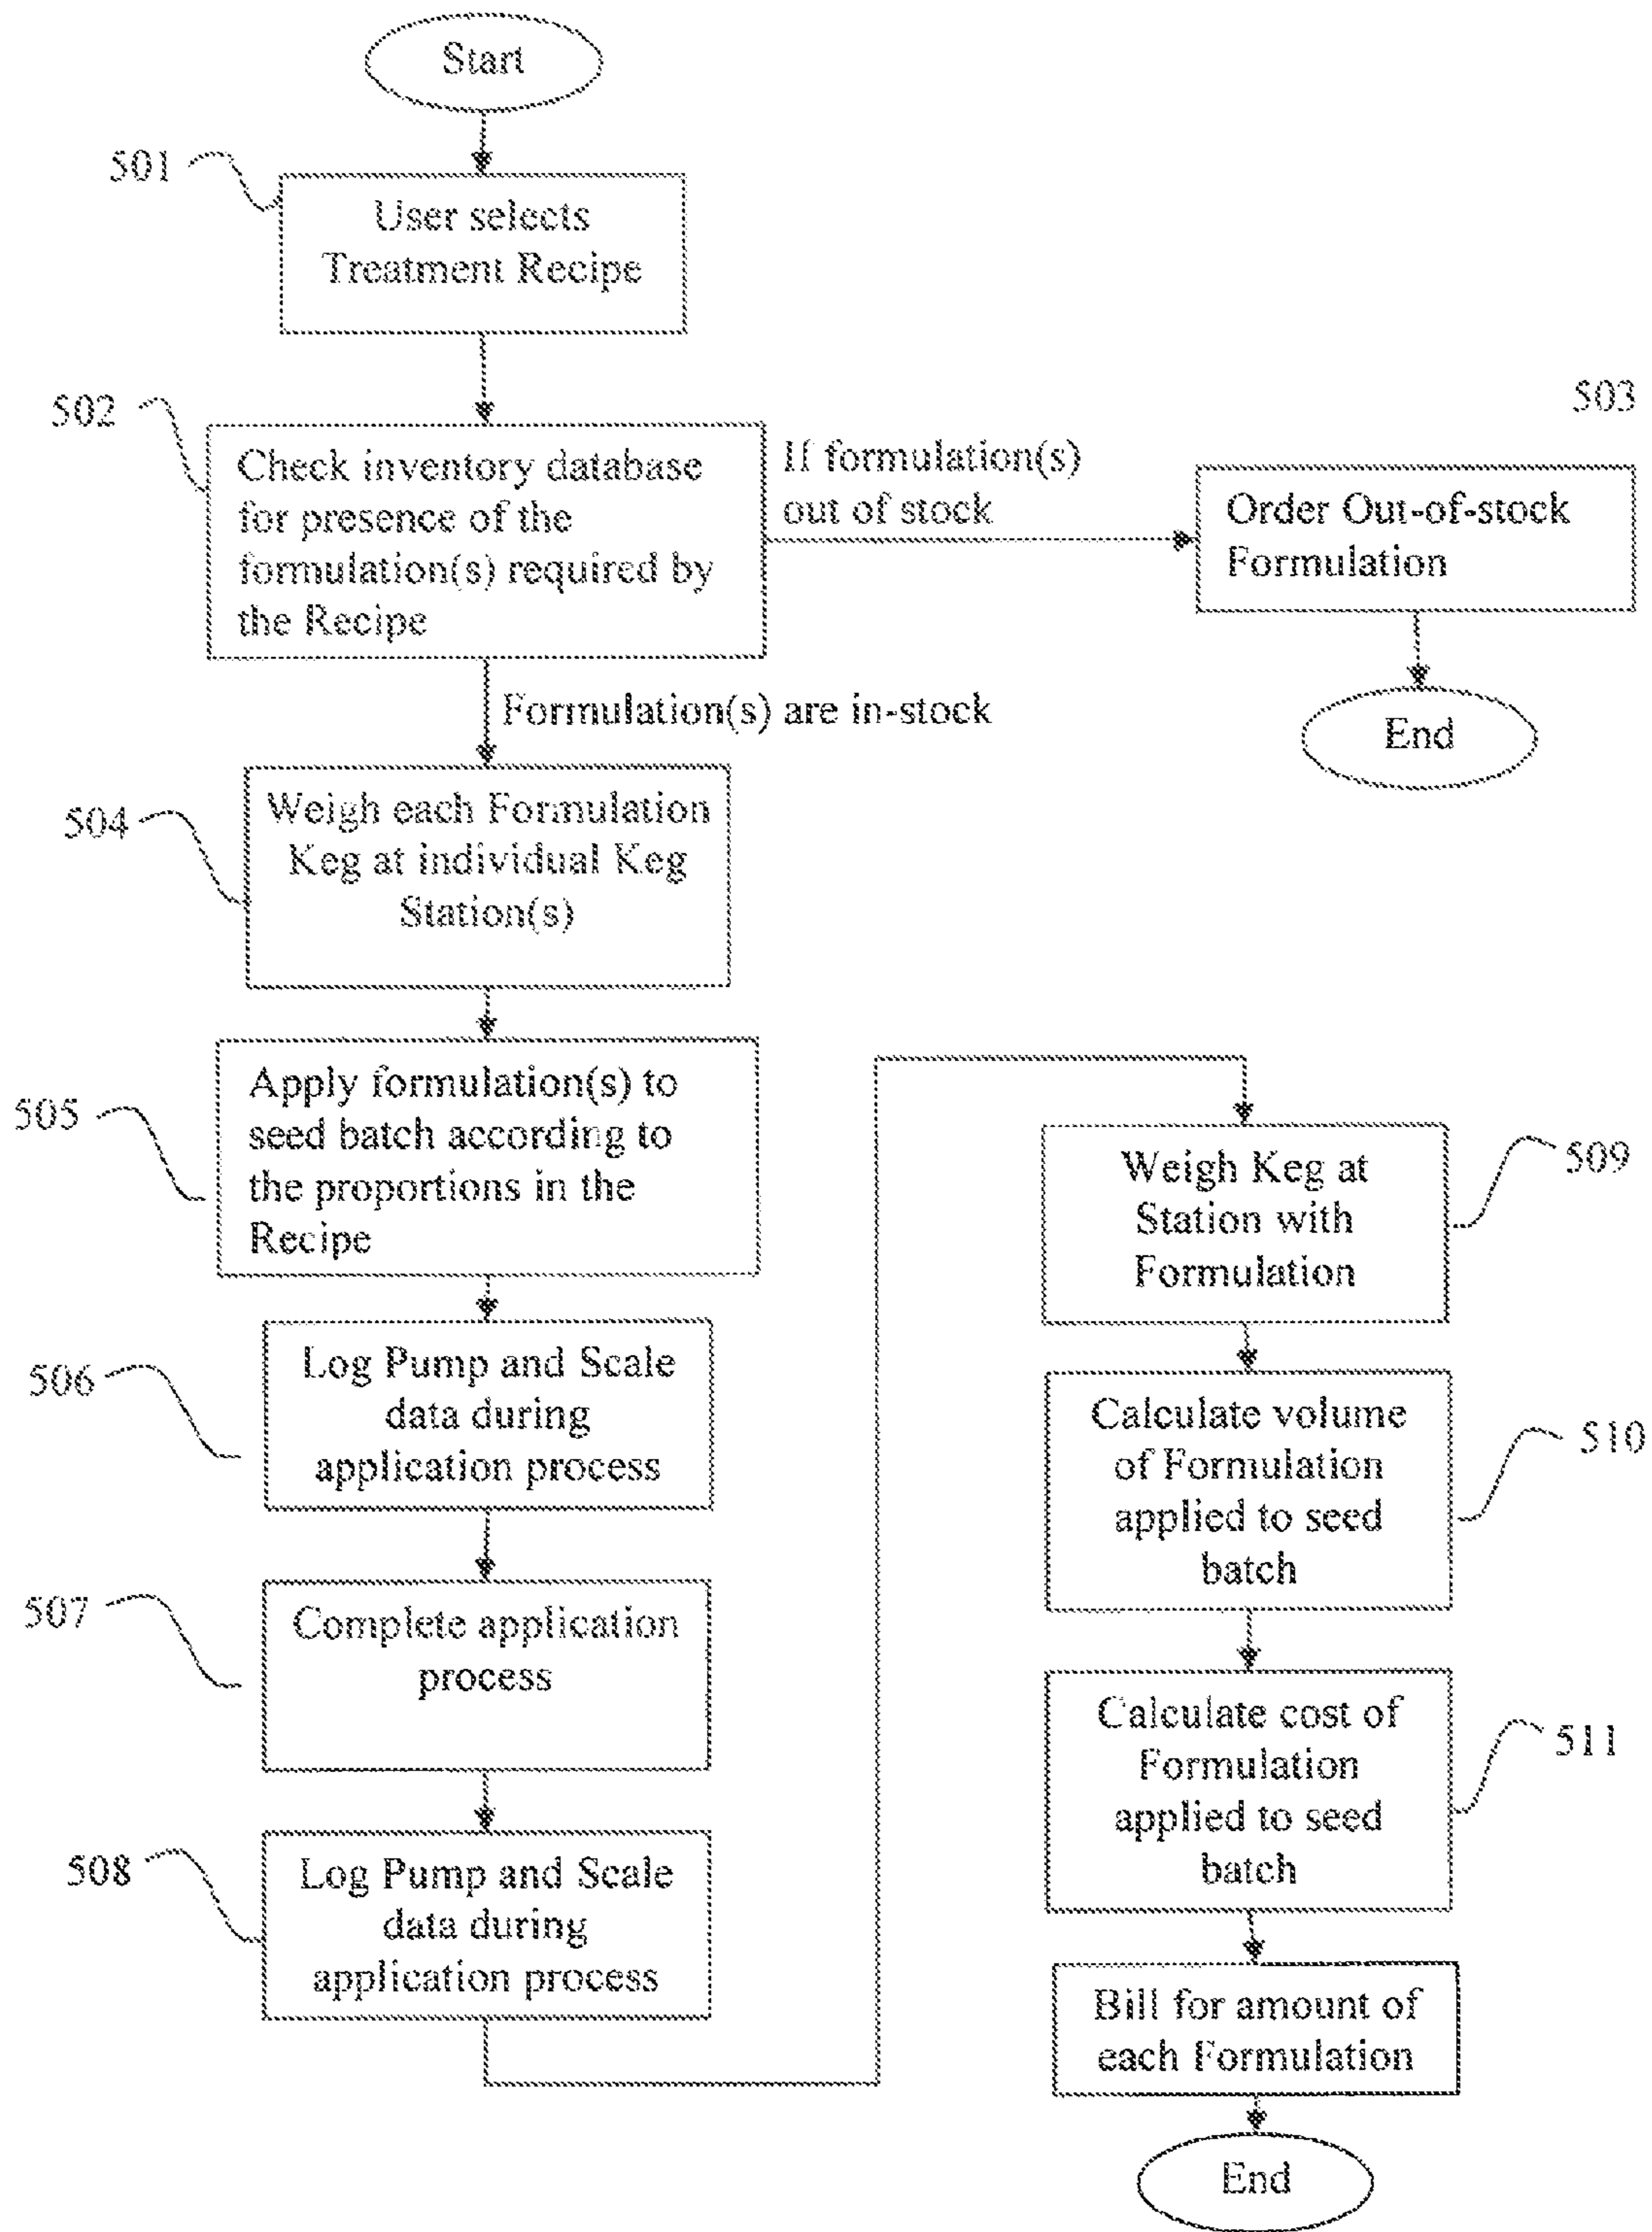 Start
501
User selects
Treatment Recipe
502
Check inventory database
for presence of the
formulation(s) required by
the Recipe
If formulation(s)
out of stock
503
Order Out-of-stock
Formulation
End
Formulation(s) are in-stock
504
Weigh each Formulation
Keg at individual Keg
Station(s)
505
Apply formulation(s) to
seed batch according to
the proportions in the
Recipe
506
Log Pump and Scale
data during
application process
507
Complete application
process
508
Log Pump and Scale
data during
application process
Weigh Keg at
Station with
Formulation
509
Calculate volume
of Formulation
applied to seed
batch
510
Calculate cost of
Formulation
applied to seed
batch
511
Bill for amount of
each Formulation
End